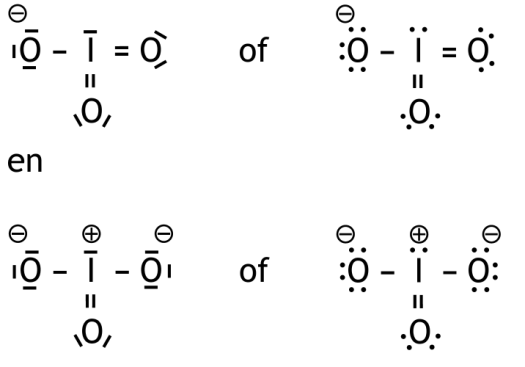 ⊖ ⊖
O – I = O of O – I = O
|| ||
O O
en
⊖ ⊕ ⊖ ⊖ ⊕ ⊖
O – I – O of O – I – O
|| ||
O O